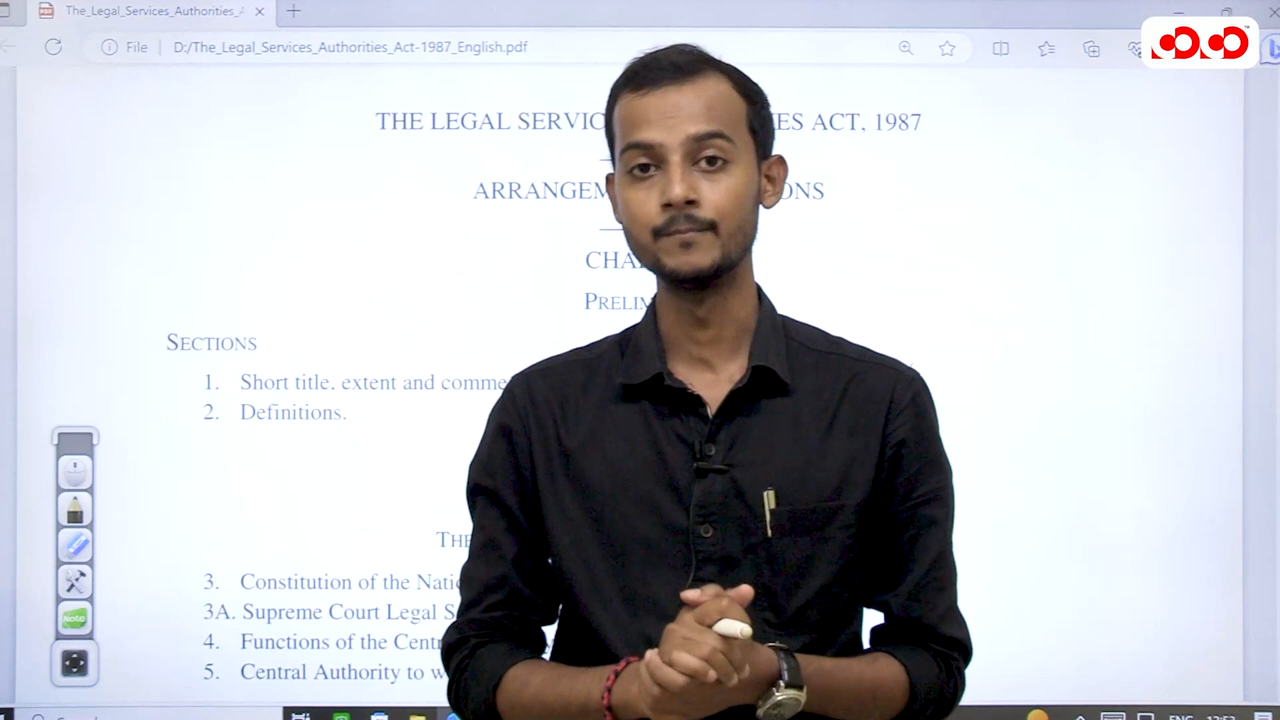 The_Legal_Services_Authorities_A
File
D:/The_Legal_Services_Authorities_Act-1987_English.pdf
THE LEGAL SERVIC IES ACT, 1987
ARRANGEM ONS
CHA
PRELIM
SECTIONS
1. Short title, extent and comme
2. Definitions.
THE
3. Constitution of the Natio
3A. Supreme Court Legal S
4. Functions of the Centr
5. Central Authority to w
Note